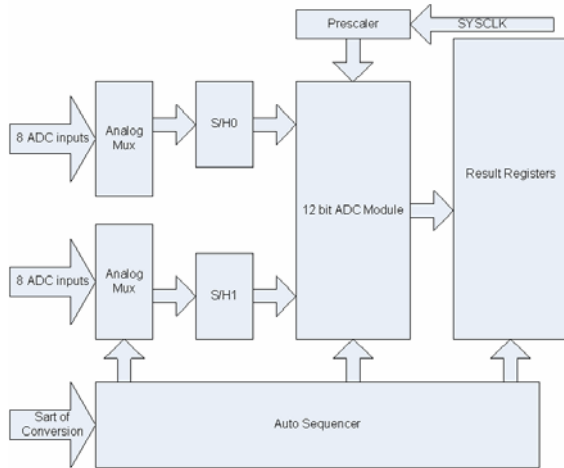 Prescaler
SYSCLK
8 ADC inputs
Analog
Mux
S/H0
12 bit ADC Module
Result Registers
8 ADC inputs
Analog
Mux
S/H1
Sart of
Conversion
Auto Sequencer